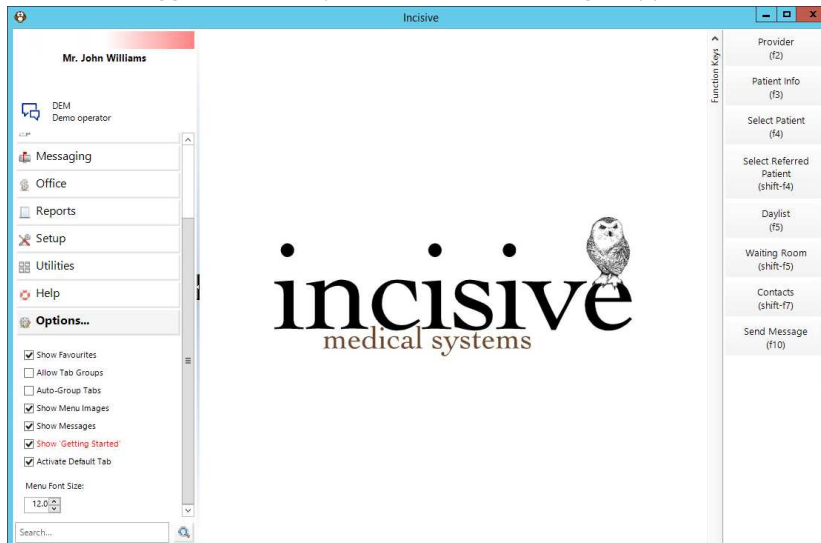 Incisive
Mr. John Williams
DEM
Demo operator
Messaging
Office
Reports
Setup
Utilities
Help
Options...
Show Favourites
Allow Tab Groups
Auto-Group Tabs
Show Menu Images
Show Messages
Show 'Getting Started'
Activate Default Tab
Menu Font Size:
12.0
Search...
incisive
medical systems
Function Keys
Provider
(f2)
Patient Info
(f3)
Select Patient
(f4)
Select Referred
Patient
(shift-f4)
Daylist
(f5)
Waiting Room
(shift-f5)
Contacts
(shift-f7)
Send Message
(f10)